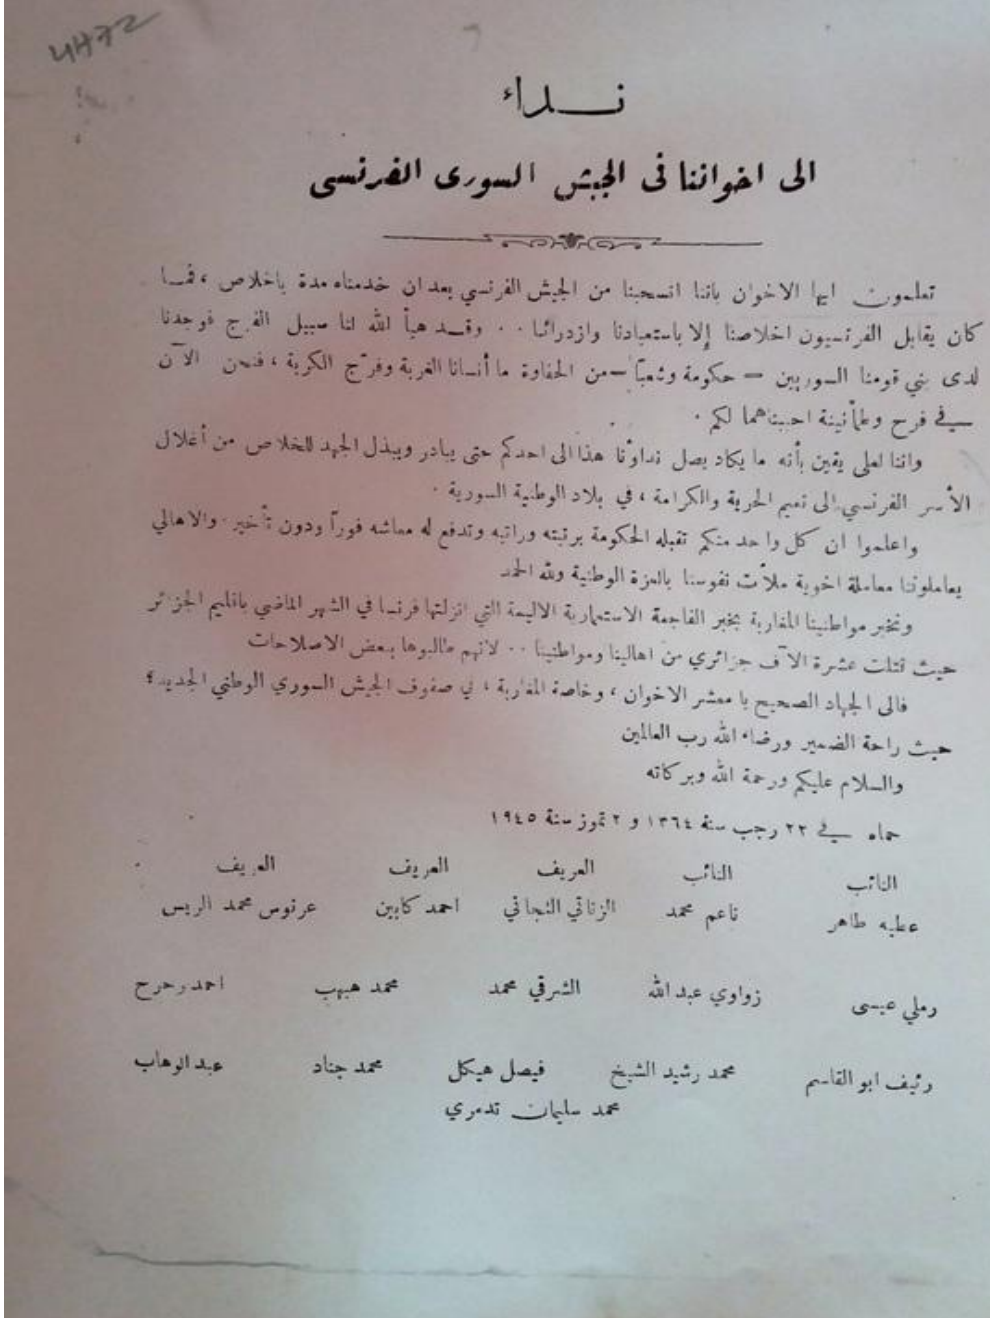 4472
نداء
الى اخواننا فى الجيش السورى الفرنسى
تعلمون ايها الاخوان باننا انسحبنا من الجيش الفرنسي بعد ان خدمناه مدة باخلاص ، فمــا
كان يقابل الفرنسيون اخلاصنا إلا باستعبادنا وازدرائنا . . وقــد هيأ الله لنا سبيل الفرج فوجدنا
لدى بني قومنا السوريين — حكومة وشعباً — من الحفاوة ما أنسانا الغربة وفرّج الكربة ، فنحن الآن
في فرح وطمأنينة احببناهما لكم .
واننا لعلى يقين بأنه ما يكاد يصل نداؤنا هذا الى احدكم حتى يبادر ويبذل الجهد للخلاص من أغلال
الأسر الفرنسي الى نعيم الحرية والكرامة ، في بلاد الوطنية السورية .
واعلموا ان كل واحد منكم تقبله الحكومة برتبته وراتبه وتدفع له معاشه فوراً ودون تأخير والاهالي
يعاملوننا معاملة اخوية ملأت نفوسنا بالعزة الوطنية ولله الحمد
ونخبر مواطنينا المغاربة بخبر الفاجعة الاستعمارية الاليمة التي انزلتها فرنسا في الشهر الماضي باقليم الجزائر
حيث قتلت عشرة الآف جزائري من اهالينا ومواطنينا . . لانهم طالبوها ببعض الاصلاحات
فالى الجهاد الصحيح يا معشر الاخوان ، وخاصة المغاربة ، في صفوف الجيش السوري الوطني الجديد ؟
حيث راحة الضمير ورضاء الله رب العالمين
والسلام عليكم ورحمة الله وبركاته
حماه في ٢٢ رجب سنة ١٣٦٤ و ٢ تموز سنة ١٩٤٥
النائب النائب العريف العريف العريف
عطيه طاهر ناعم محمد الزناتي التجاني احمد كابين عرنوس محمد الريس
رملي عيسى زواوي عبد الله الشرقي محمد محمد هبهب احمد رحرح
رئيف ابو القاسم محمد رشيد الشيخ فيصل هيكل محمد جناد عبد الوهاب
محمد سليمان تدمري